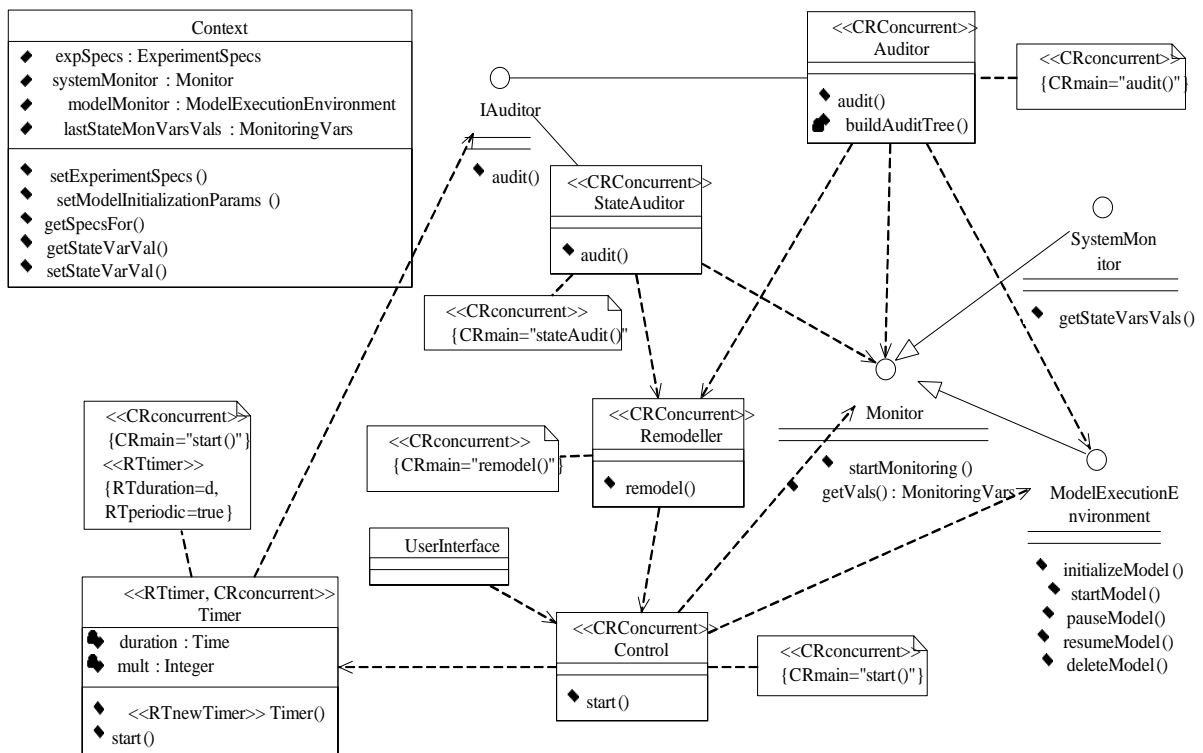 Context
expSpecs : ExperimentSpecs
systemMonitor : Monitor
modelMonitor : ModelExecutionEnvironment
lastStateMonVarsVals : MonitoringVars
setExperimentSpecs()
setModelInitializationParams ()
getSpecsFor()
getStateVarVal()
setStateVarVal()
IAuditor
audit()
<<CRConcurrent>>
Auditor
audit()
buildAuditTree()
<<CRconcurrent>>
{CRmain="audit()"}
<<CRConcurrent>>
StateAuditor
audit()
<<CRconcurrent>>
{CRmain="stateAudit()"
SystemMon
itor
getStateVarsVals()
<<CRConcurrent>>
Remodeller
remodel()
<<CRconcurrent>>
{CRmain="remodel()"}
Monitor
startMonitoring()
getVals() : MonitoringVars
ModelExecutionE
nvironment
initializeModel()
startModel()
pauseModel()
resumeModel()
deleteModel()
<<CRconcurrent>>
{CRmain="start()"}
<<RTtimer>>
{RTduration=d,
RTperiodic=true}
UserInterface
<<RTtimer, CRconcurrent>>
Timer
duration : Time
mult : Integer
<<RTnewTimer>> Timer()
start()
<<CRConcurrent>>
Control
start()
<<CRconcurrent>>
{CRmain="start()"}